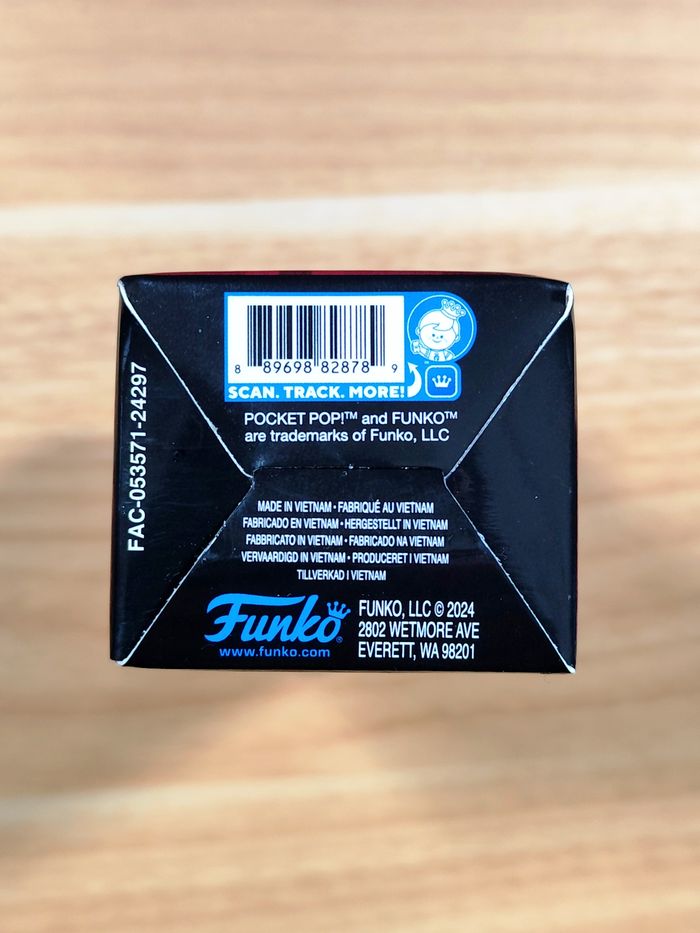 8 89698 82878 9
SCAN. TRACK. MORE!
POCKET POP!™ and FUNKO™
are trademarks of Funko, LLC
FAC-053571-24297
MADE IN VIETNAM • FABRIQUÉ AU VIETNAM
FABRICADO EN VIETNAM • HERGESTELLT IN VIETNAM
FABBRICATO IN VIETNAM • FABRICADO NA VIETNAM
VERVAARDIGD IN VIETNAM • PRODUCERET I VIETNAM
TILLVERKAD I VIETNAM
Funko®
www.funko.com
FUNKO, LLC © 2024
2802 WETMORE AVE
EVERETT, WA 98201